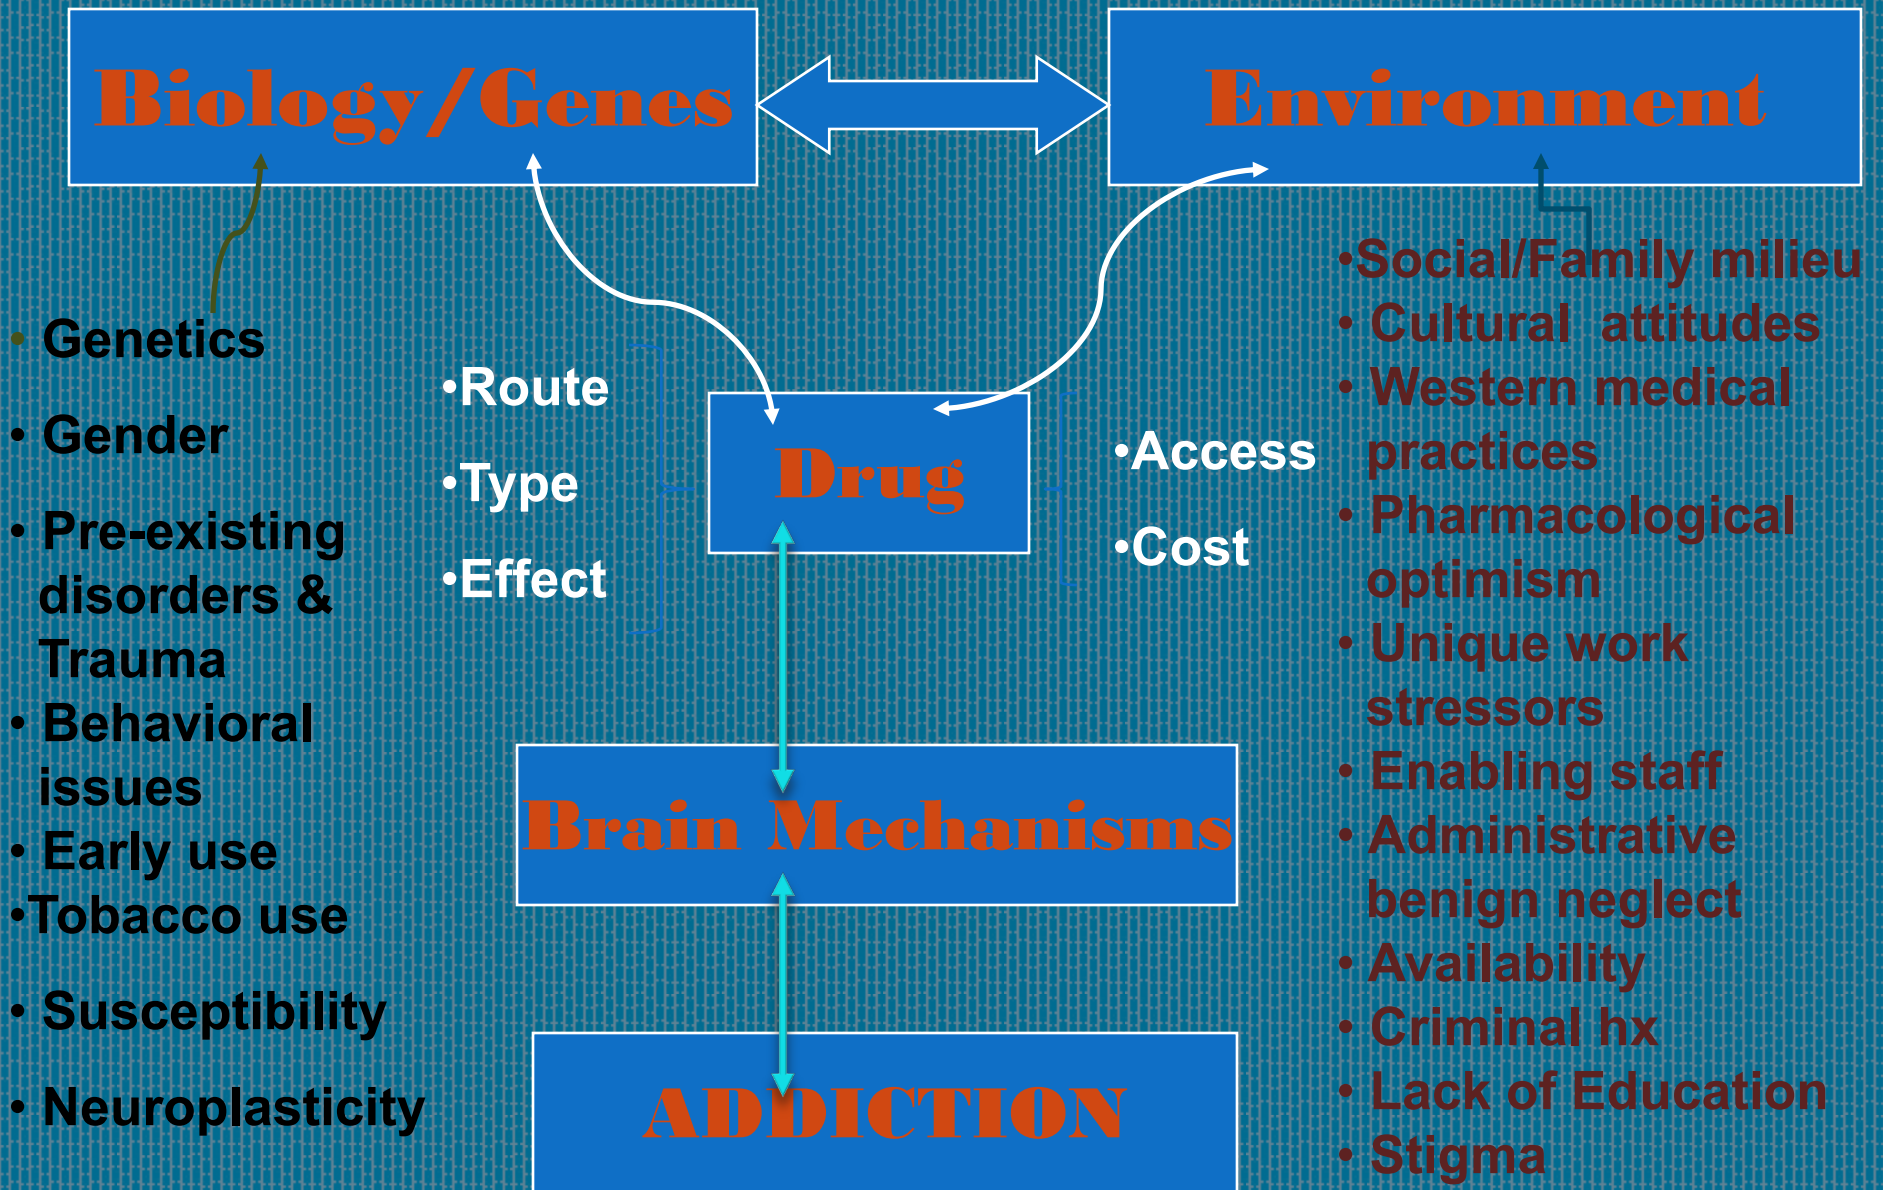 Biology/Genes
Environment
• Genetics
• Gender
• Pre-existing
disorders &
Trauma
• Behavioral
issues
• Early use
•Tobacco use
• Susceptibility
• Neuroplasticity
•Route
•Type
•Effect
Drug
•Access
•Cost
Brain Mechanisms
ADDICTION
•Social/Family milieu
• Cultural attitudes
• Western medical
practices
• Pharmacological
optimism
• Unique work
stressors
• Enabling staff
• Administrative
benign neglect
• Availability
• Criminal hx
• Lack of Education
• Stigma